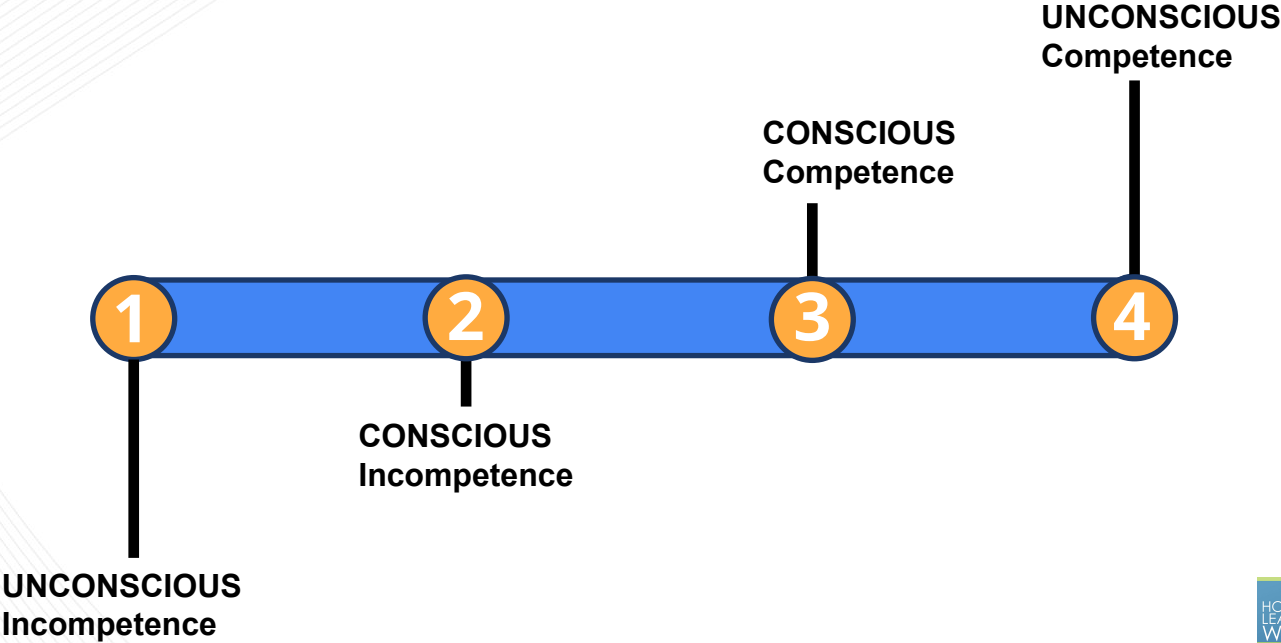 UNCONSCIOUS
Competence
CONSCIOUS
Competence
1
2
3
4
CONSCIOUS
Incompetence
UNCONSCIOUS
Incompetence